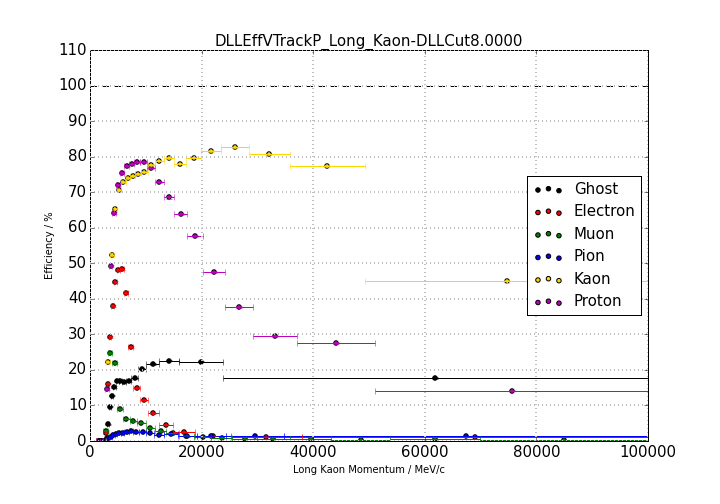 DLLEffVTrackP_Long_Kaon-DLLCut8.0000
110
100
90
80
70
60
50
40
30
20
10
0
Efficiency / %
Ghost
Electron
Muon
Pion
Kaon
Proton
0 20000 40000 60000 80000 100000
Long Kaon Momentum / MeV/c